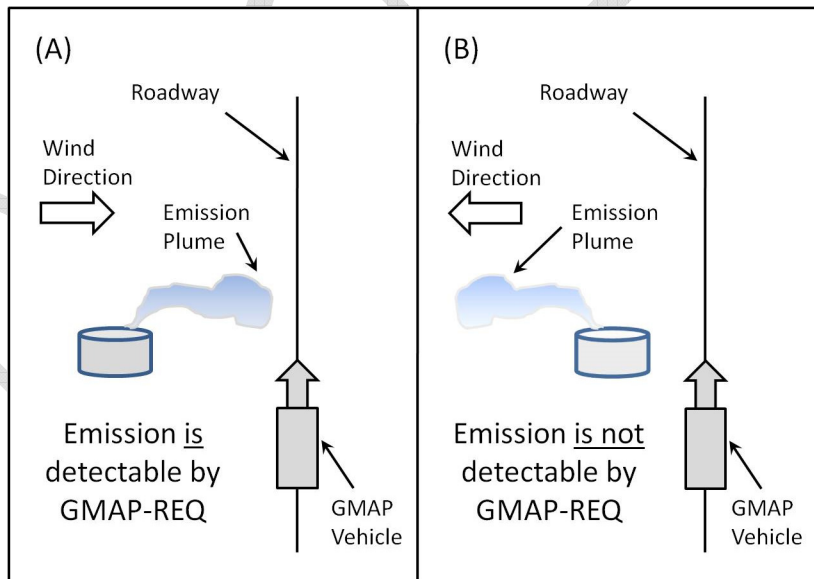 (A)
Roadway
Wind
Direction
Emission
Plume
Emission is
detectable by
GMAP-REQ
GMAP
Vehicle
(B)
Roadway
Wind
Direction
Emission
Plume
Emission is not
detectable by
GMAP-REQ
GMAP
Vehicle